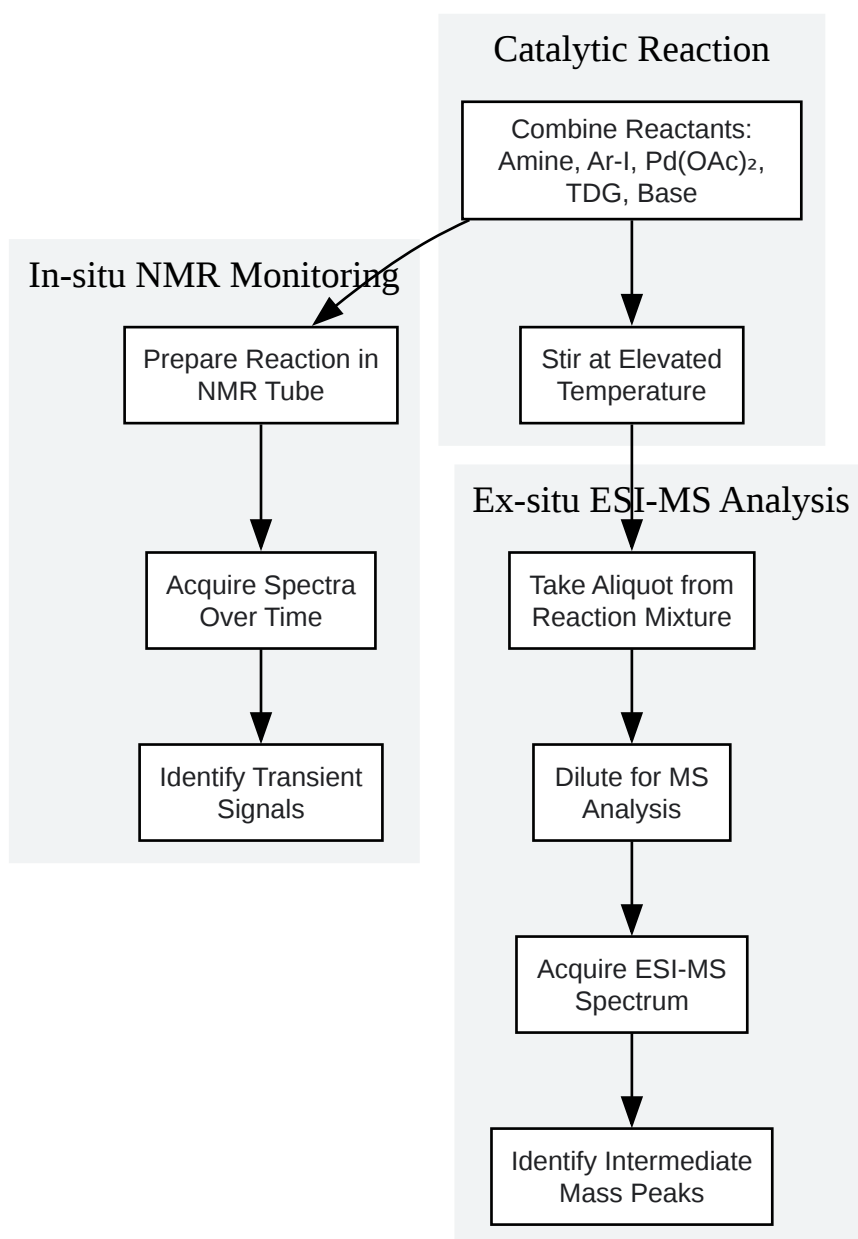 Catalytic Reaction
Combine Reactants:
Amine, Ar-I, Pd(OAc)₂,
TDG, Base
Stir at Elevated
Temperature
In-situ NMR Monitoring
Prepare Reaction in
NMR Tube
Acquire Spectra
Over Time
Identify Transient
Signals
Ex-situ ESI-MS Analysis
Take Aliquot from
Reaction Mixture
Dilute for MS
Analysis
Acquire ESI-MS
Spectrum
Identify Intermediate
Mass Peaks